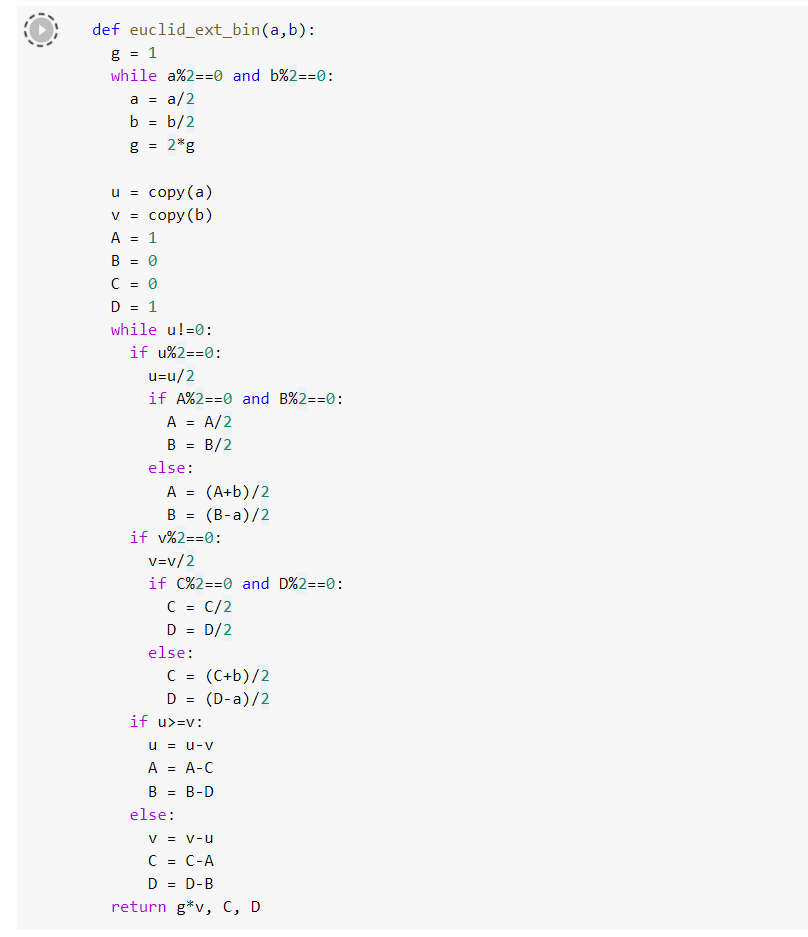 def euclid_ext_bin(a,b):
  g = 1
  while a%2==0 and b%2==0:
    a = a/2
    b = b/2
    g = 2*g

  u = copy(a)
  v = copy(b)
  A = 1
  B = 0
  C = 0
  D = 1
  while u!=0:
    if u%2==0:
      u=u/2
      if A%2==0 and B%2==0:
        A = A/2
        B = B/2
      else:
        A = (A+b)/2
        B = (B-a)/2
    if v%2==0:
      v=v/2
      if C%2==0 and D%2==0:
        C = C/2
        D = D/2
      else:
        C = (C+b)/2
        D = (D-a)/2
    if u>=v:
      u = u-v
      A = A-C
      B = B-D
    else:
      v = v-u
      C = C-A
      D = D-B
  return g*v, C, D